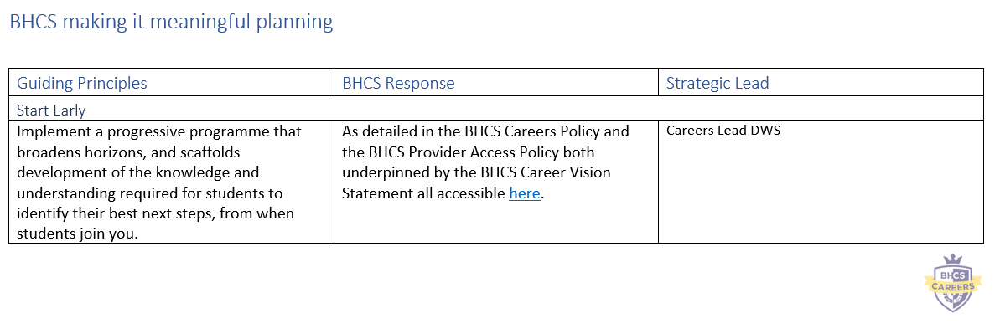 BHCS making it meaningful planning
Guiding Principles
BHCS Response
Strategic Lead
Start Early
Implement a progressive programme that
broadens horizons, and scaffolds
development of the knowledge and
understanding required for students to
identify their best next steps, from when
students join you.
As detailed in the BHCS Careers Policy and
the BHCS Provider Access Policy both
underpinned by the BHCS Career Vision
Statement all accessible here.
Careers Lead DWS
BHCS
CAREERS